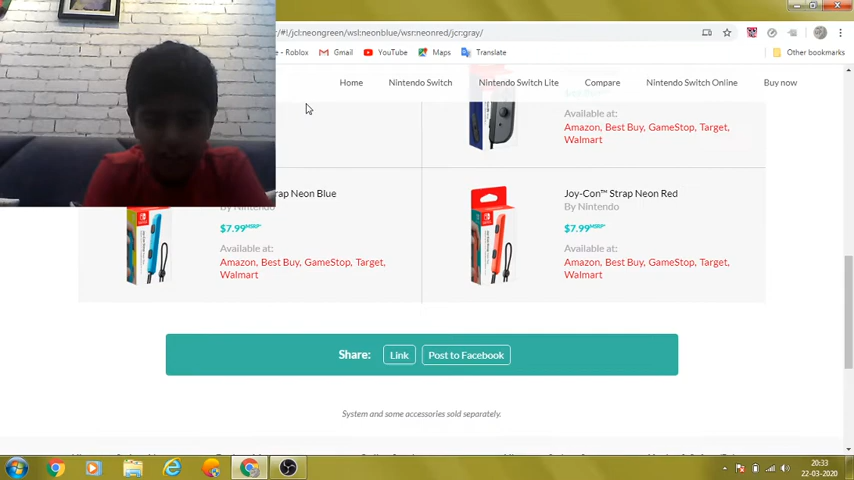 /#!/jcl:neongreen/wsl:neonblue/wsr:neonred/jcr:gray/
- Roblox Gmail YouTube Maps Translate Other bookmarks
Home Nintendo Switch Nintendo Switch Lite Compare Nintendo Switch Online Buy now
Available at:
Amazon, Best Buy, GameStop, Target,
Walmart
rap Neon Blue
By Nintendo
$7.99MSRP*
Available at:
Amazon, Best Buy, GameStop, Target,
Walmart
Joy-Con™ Strap Neon Red
By Nintendo
$7.99MSRP*
Available at:
Amazon, Best Buy, GameStop, Target,
Walmart
Share: Link Post to Facebook
System and some accessories sold separately.
20:33
22-03-2020